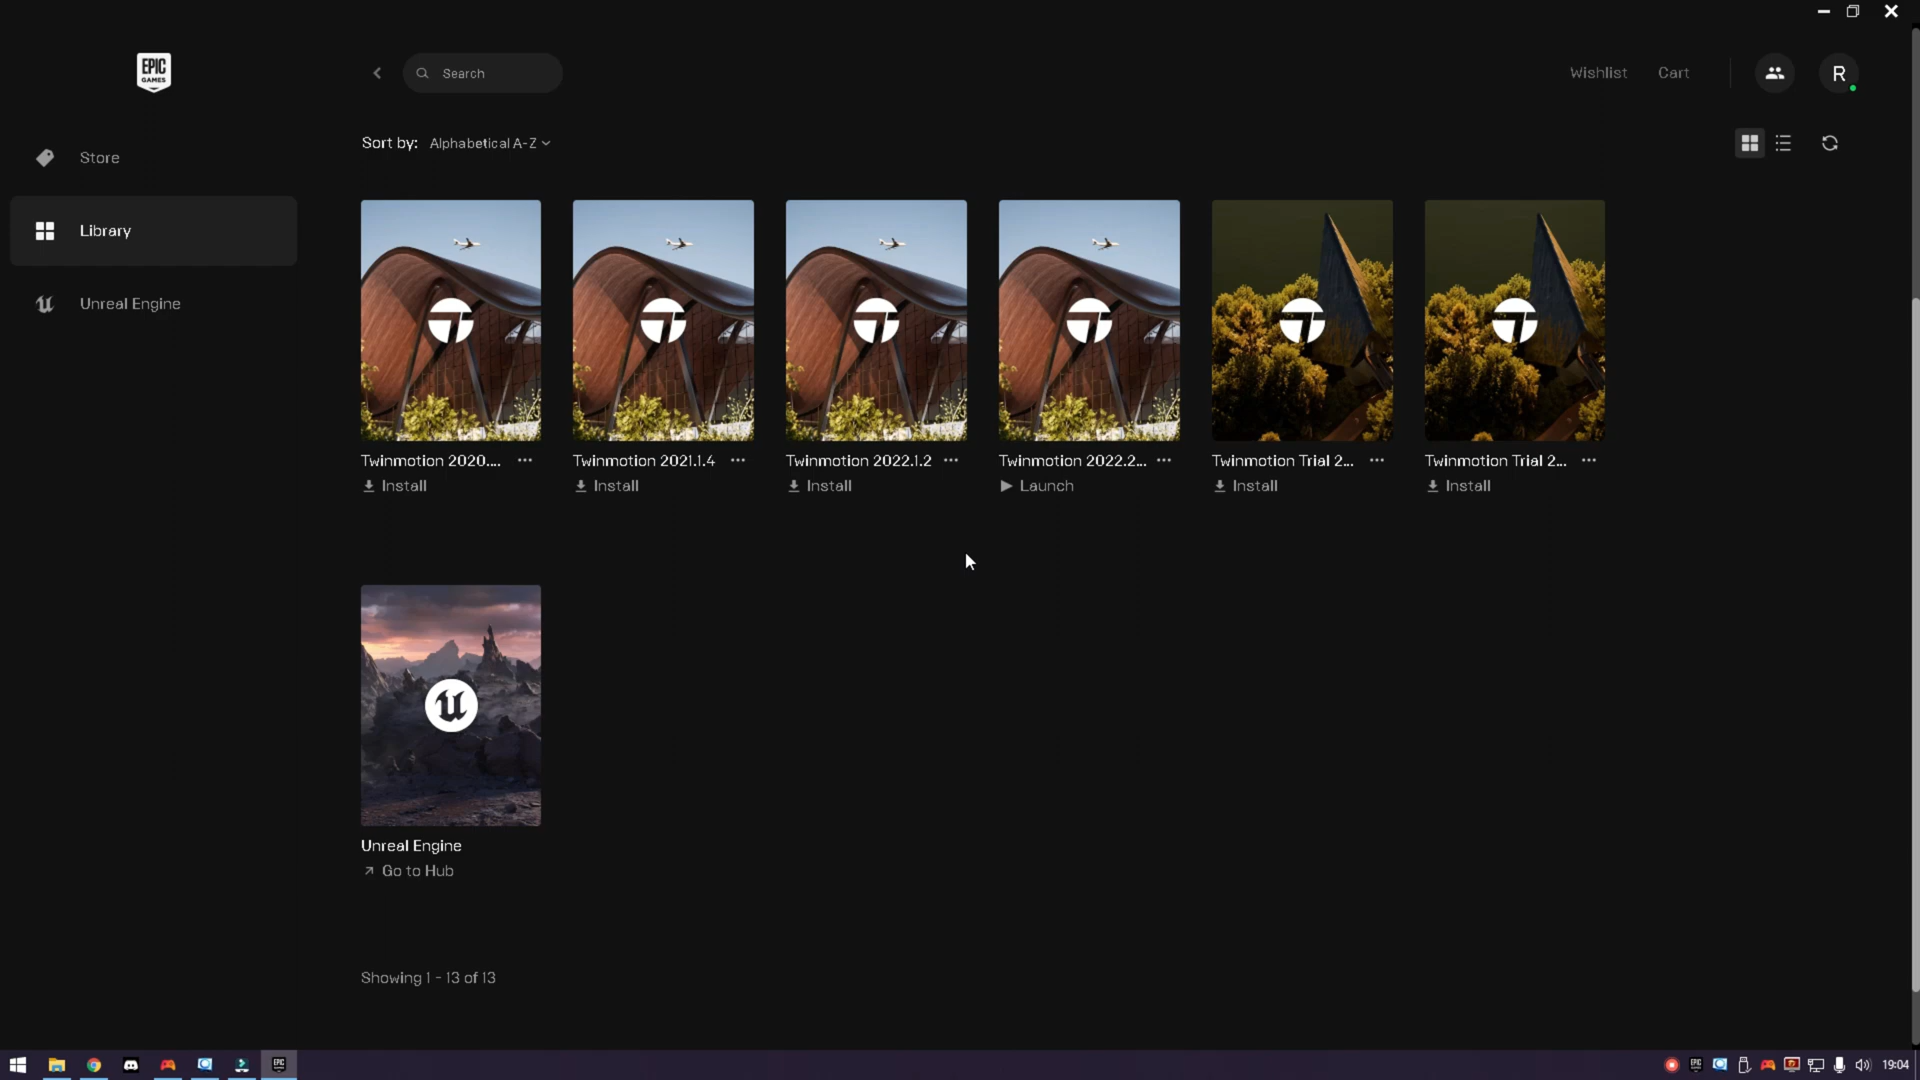 EPIC
GAMES
Search
Wishlist
Cart
R
Sort by: Alphabetical A-Z
Store
Library
Unreal Engine
Twinmotion 2020.... ···
Twinmotion 2021.1.4 ···
Twinmotion 2022.1.2 ···
Twinmotion 2022.2... ···
Twinmotion Trial 2... ···
Twinmotion Trial 2... ···
Install
Install
Install
Launch
Install
Install
Unreal Engine
Go to Hub
Showing 1 - 13 of 13
EPIC
EPIC
19:04